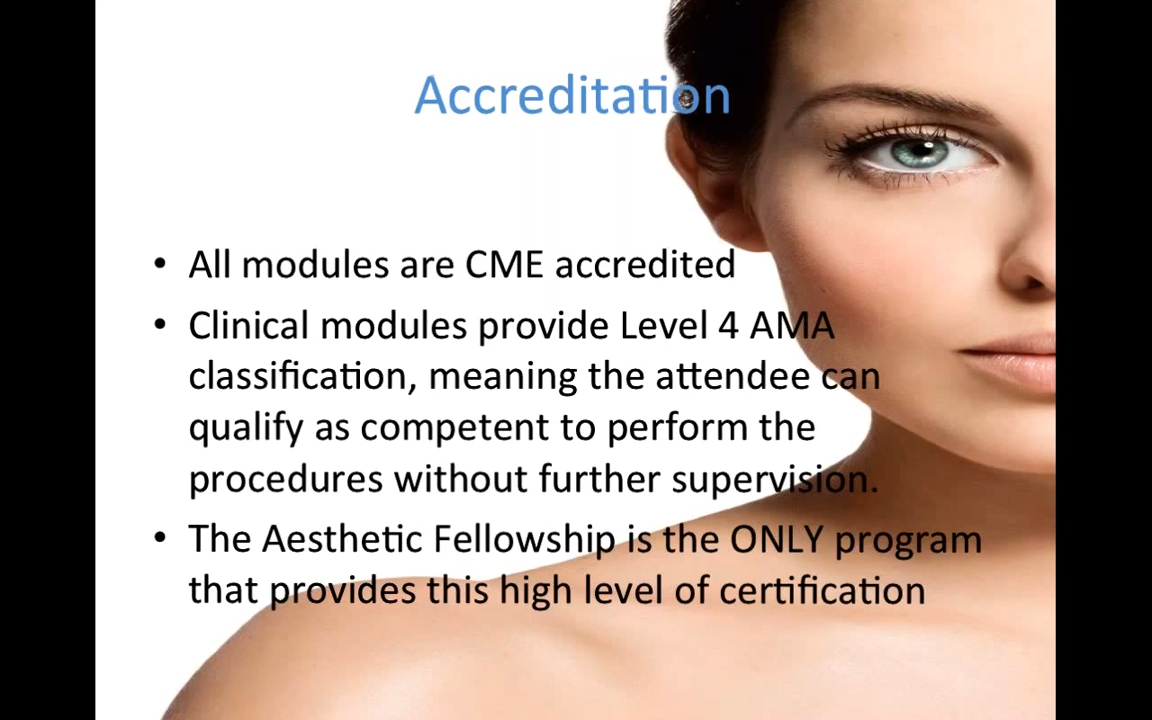 Accreditation
• All modules are CME accredited
• Clinical modules provide Level 4 AMA
classification, meaning the attendee can
qualify as competent to perform the
procedures without further supervision.
• The Aesthetic Fellowship is the ONLY program
that provides this high level of certification